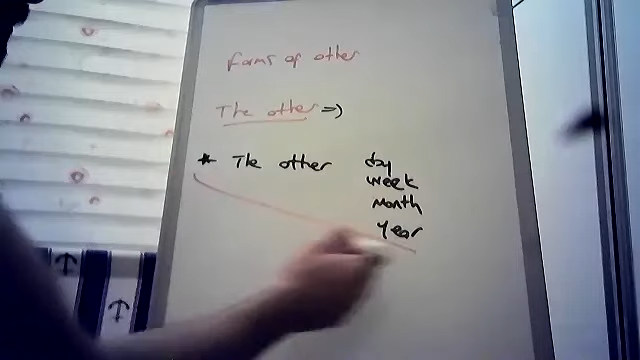 forms of other
The other =>
* The other day
week
month
year